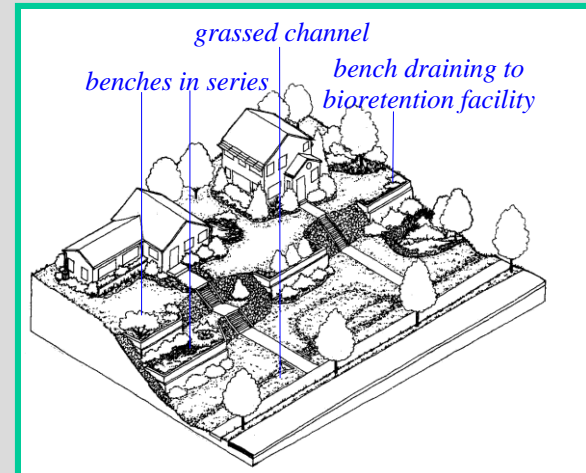 grassed channel
benches in series
bench draining to
bioretention facility